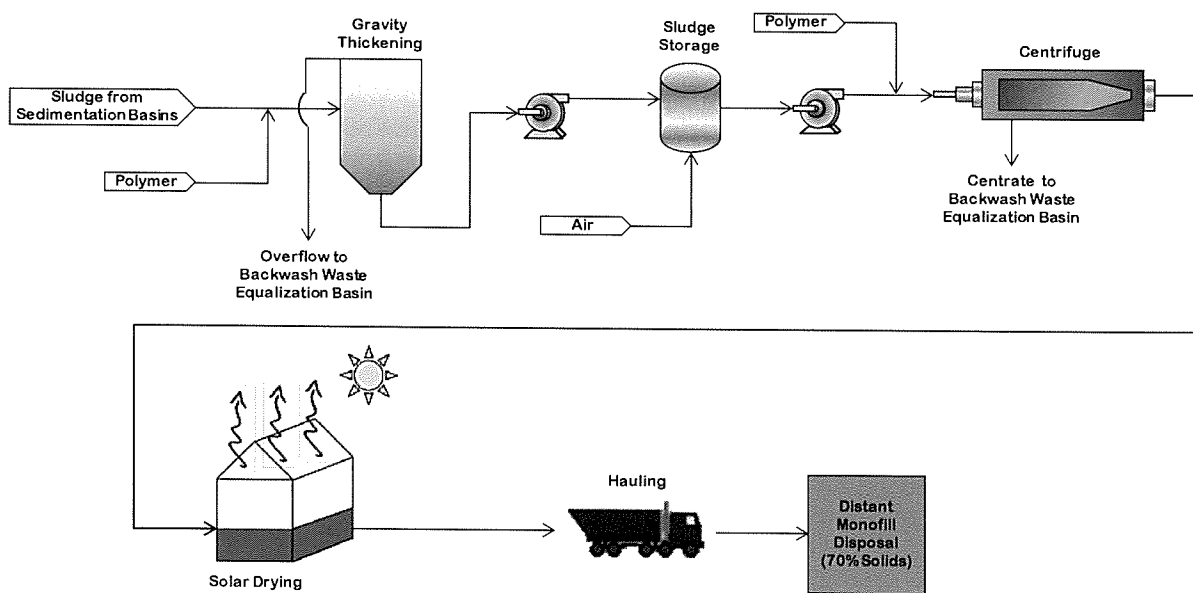 Gravity
Thickening
Sludge
Storage
Polymer
Centrifuge
Sludge from
Sedimentation Basins
Polymer
Air
Overflow to
Backwash Waste
Equalization Basin
Centrate to
Backwash Waste
Equalization Basin
Solar Drying
Hauling
Distant
Monofill
Disposal
(70% Solids)